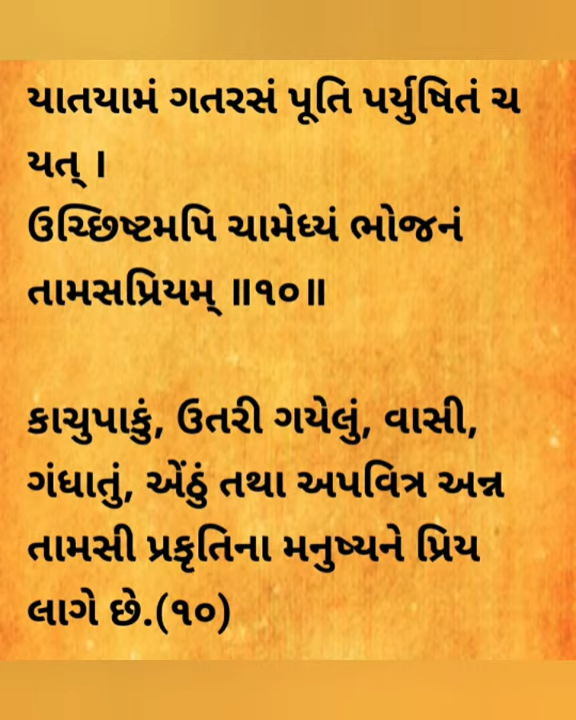 યાતયામં ગતરસં પૂતિ પર્યુષિતં ચ
યત્ ।
ઉચ્છિષ્ટમપિ ચામેધ્યં ભોજનં
તામસપ્રિયમ્ ॥૧૦॥
કાચુપાકું, ઉતરી ગયેલું, વાસી,
ગંધાતું, એંઠું તથા અપવિત્ર અન્ન
તામસી પ્રકૃતિના મનુષ્યને પ્રિય
લાગે છે.(૧૦)